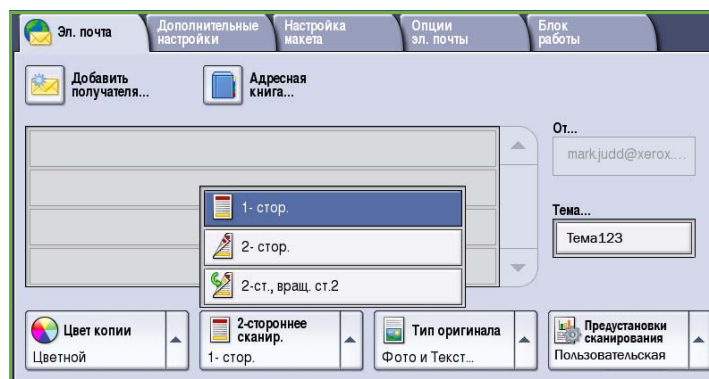 Эл. почта
Дополнительные
настройки
Настройка
макета
Опции
эл. почты
Блок
работы
Добавить
получателя...
Адресная
книга...
От...
mark.judd@xerox....
Тема...
Тема123
1- стор.
2- стор.
2-ст., вращ. ст.2
Цвет копии
Цветной
2-стороннее
сканир.
1- стор.
Тип оригинала
Фото и Текст...
Предустановки
сканирования
Пользовательская